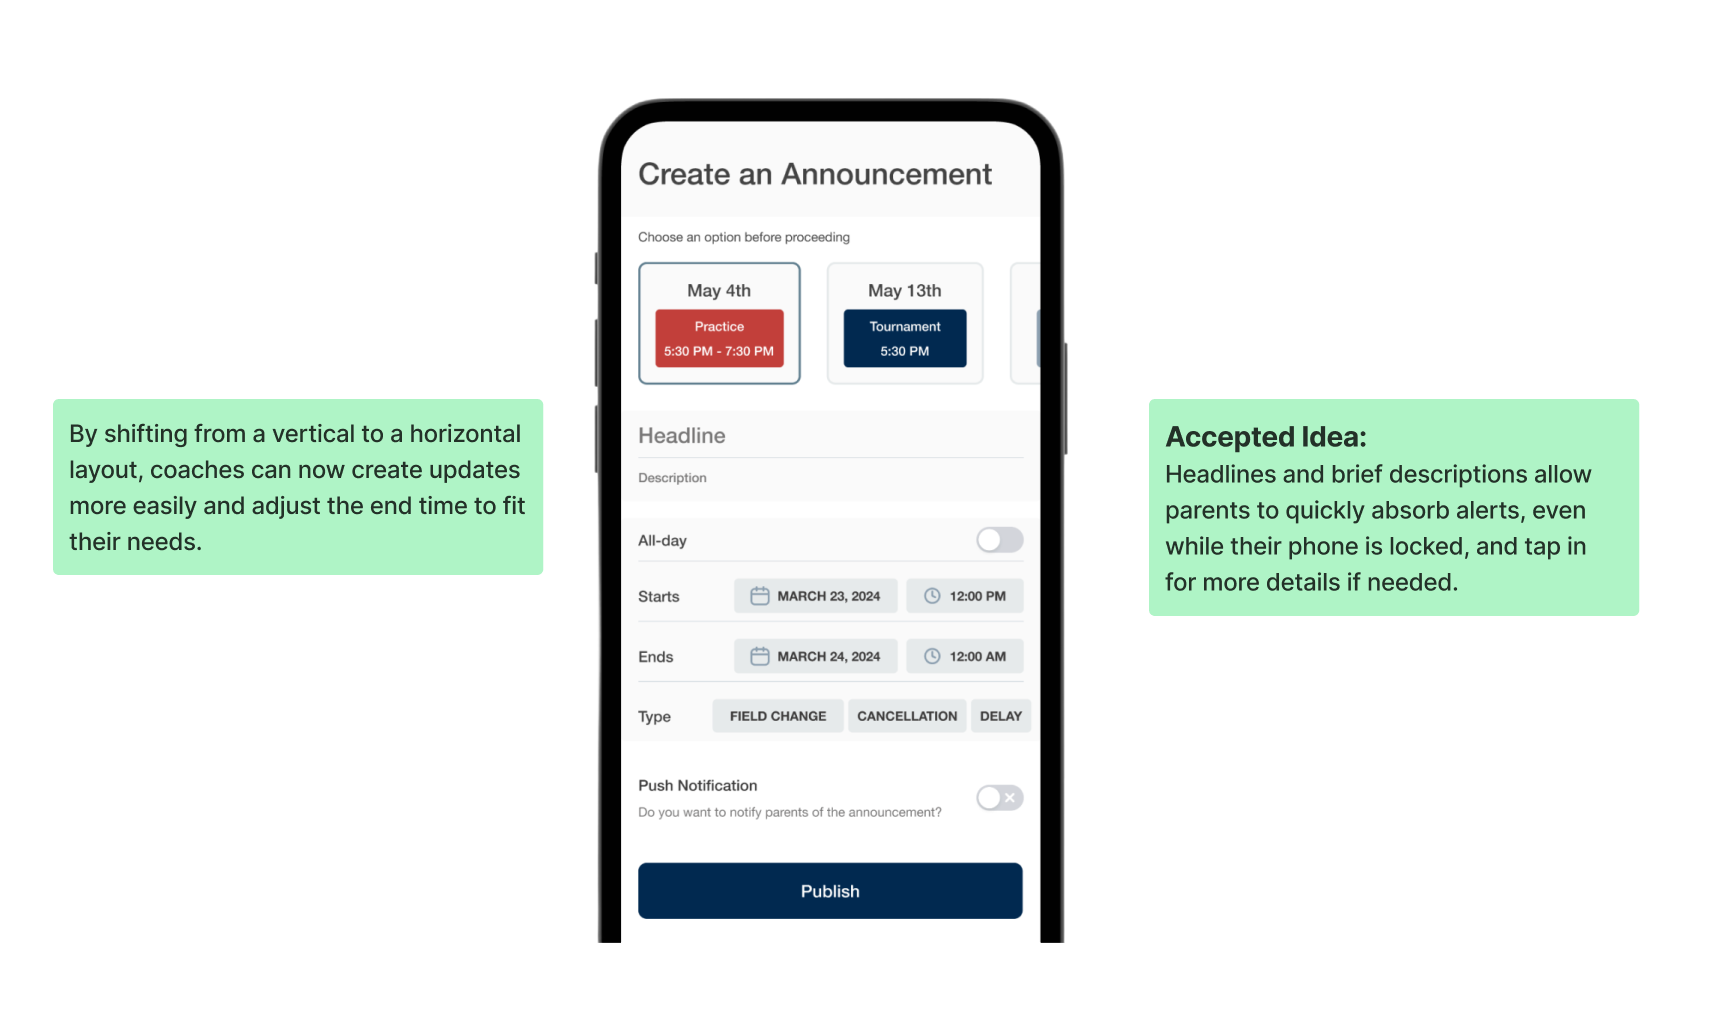 Create an Announcement
Choose an option before proceeding
May 4th
Practice
5:30 PM - 7:30 PM
May 13th
Tournament
5:30 PM
By shifting from a vertical to a horizontal
layout, coaches can now create updates
more easily and adjust the end time to fit
their needs.
Headline
Description
All-day
Starts MARCH 23, 2024 12:00 PM
Ends MARCH 24, 2024 12:00 AM
Type FIELD CHANGE CANCELLATION DELAY
Push Notification
Do you want to notify parents of the announcement?
Publish
Accepted Idea:
Headlines and brief descriptions allow
parents to quickly absorb alerts, even
while their phone is locked, and tap in
for more details if needed.